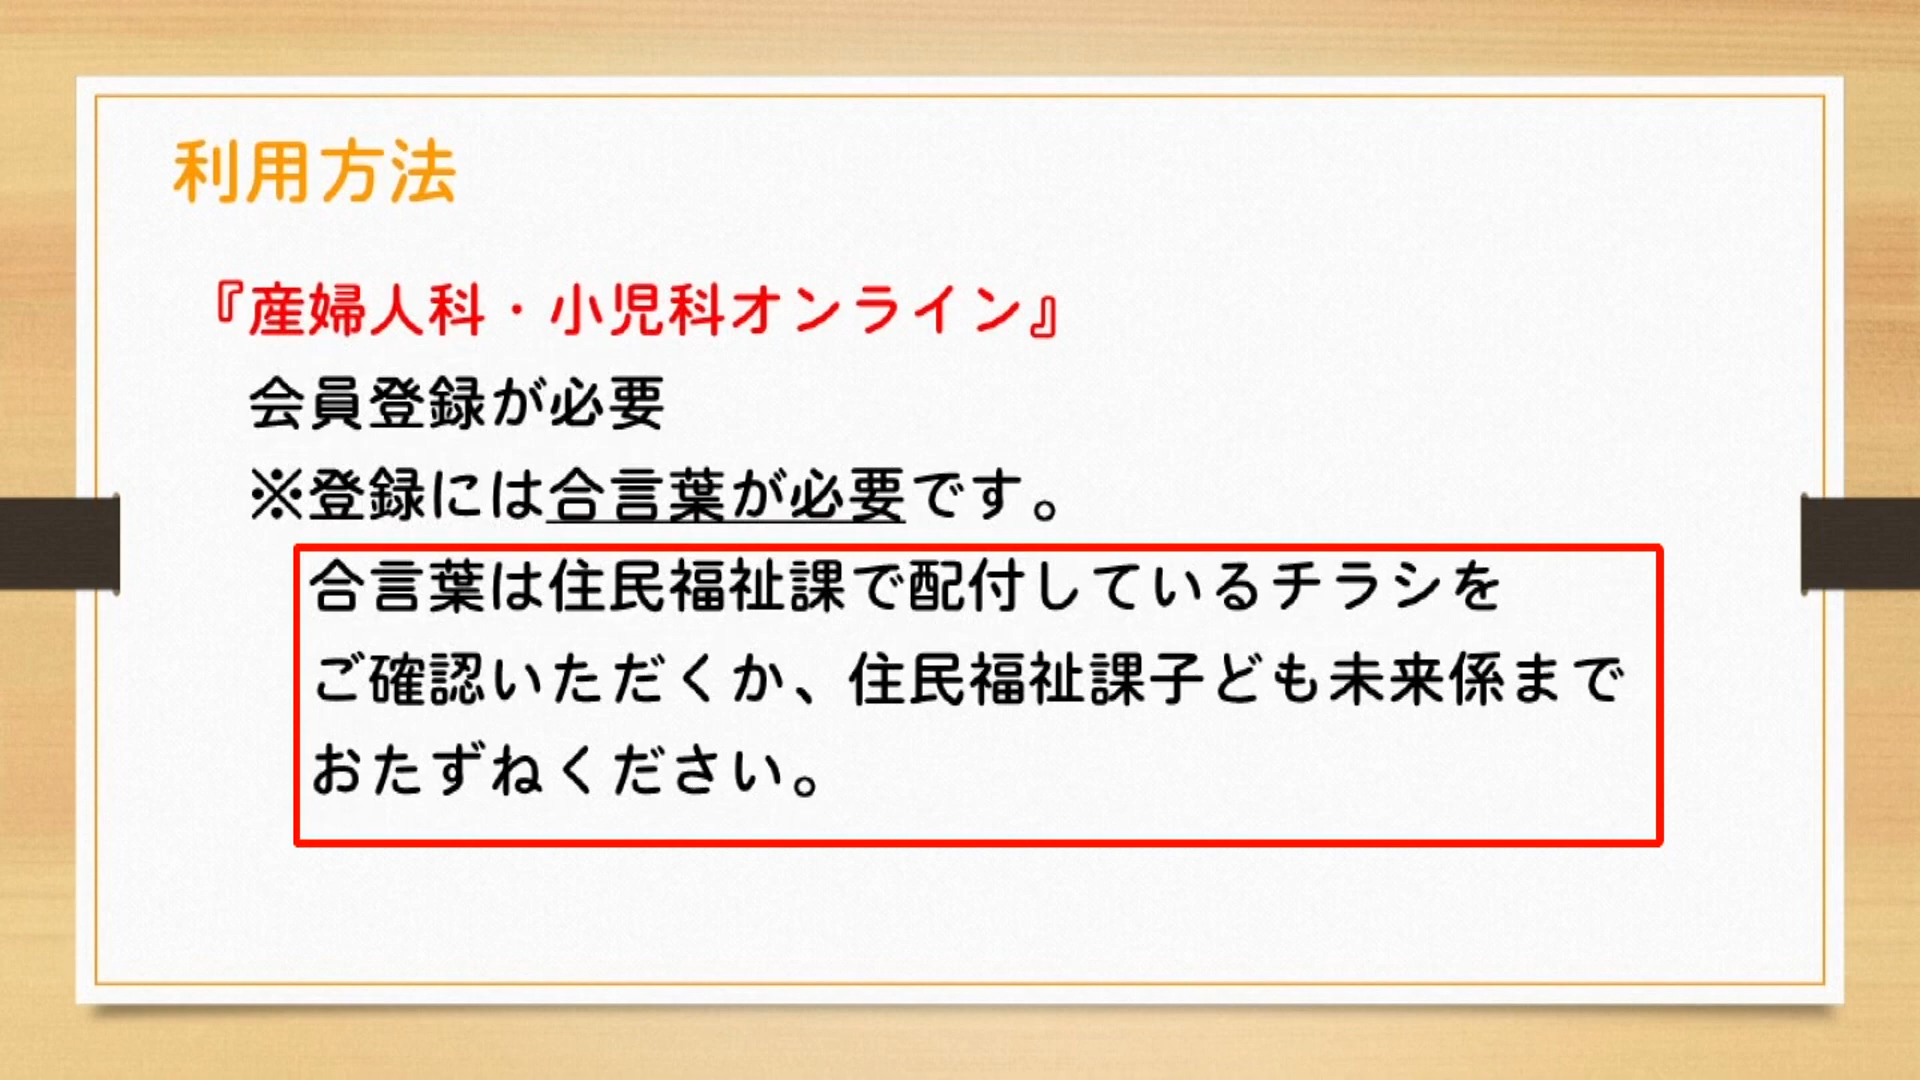 利用方法
『産婦人科・小児科オンライン』
会員登録が必要
※登録には合言葉が必要です。
合言葉は住民福祉課で配付しているチラシを
ご確認いただくか、住民福祉課子ども未来係まで
おたずねください。